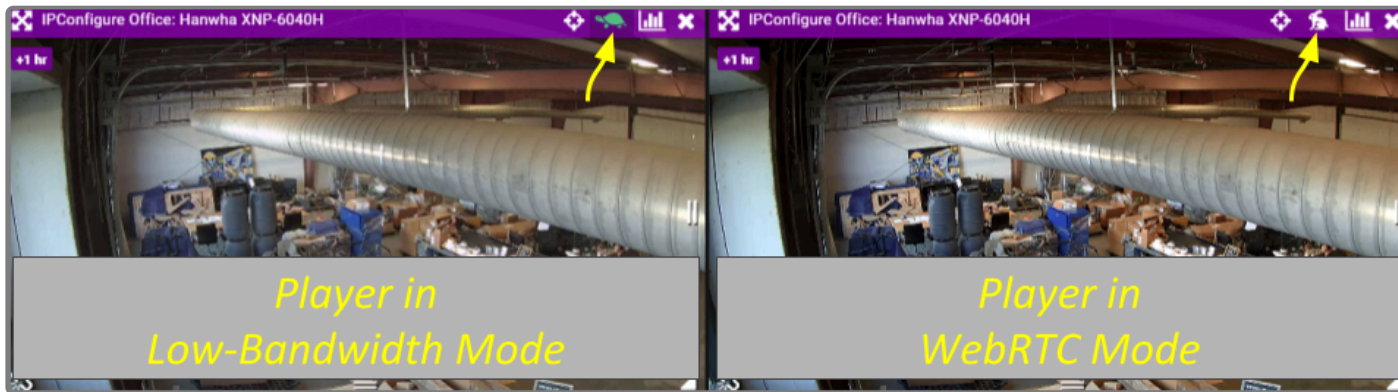 IPConfigure Office: Hanwha XNP-6040H
+1 hr
Player in
Low-Bandwidth Mode
IPConfigure Office: Hanwha XNP-6040H
+1 hr
Player in
WebRTC Mode